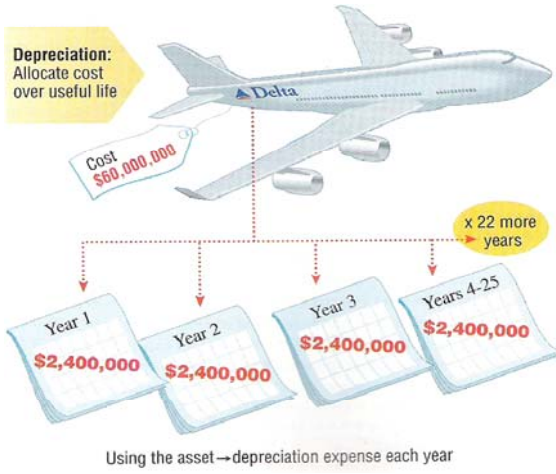 Depreciation:
Allocate cost
over useful life
Delta
Cost
$60,000,000
x 22 more
years
Year 1
$2,400,000
Year 2
$2,400,000
Year 3
$2,400,000
Years 4-25
$2,400,000
Using the asset→depreciation expense each year